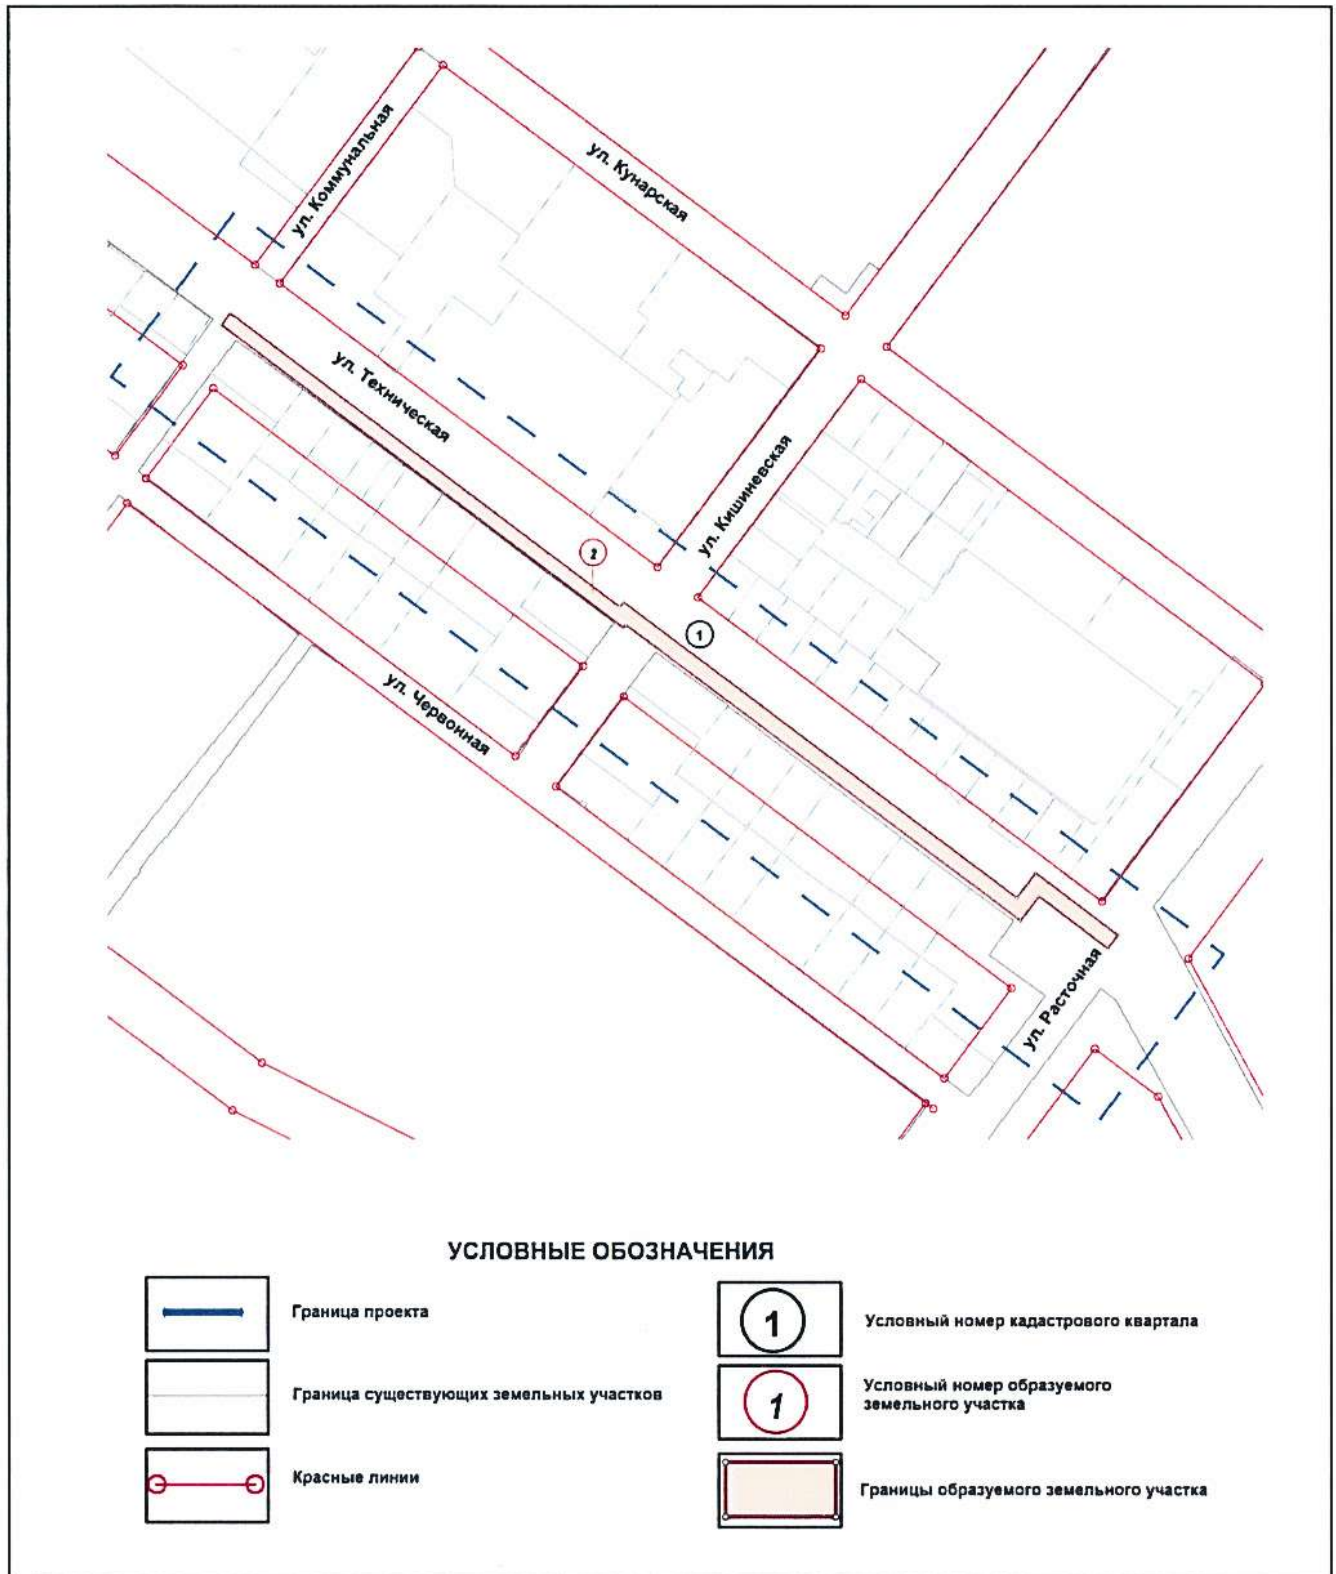 ул. Коммунальная
ул. Кунарская
ул. Техническая
ул. Кишиневская
2
1
ул. Червонная
ул. Расточная
УСЛОВНЫЕ ОБОЗНАЧЕНИЯ
Граница проекта
Граница существующих земельных участков
Красные линии
1
Условный номер кадастрового квартала
1
Условный номер образуемого
земельного участка
Границы образуемого земельного участка